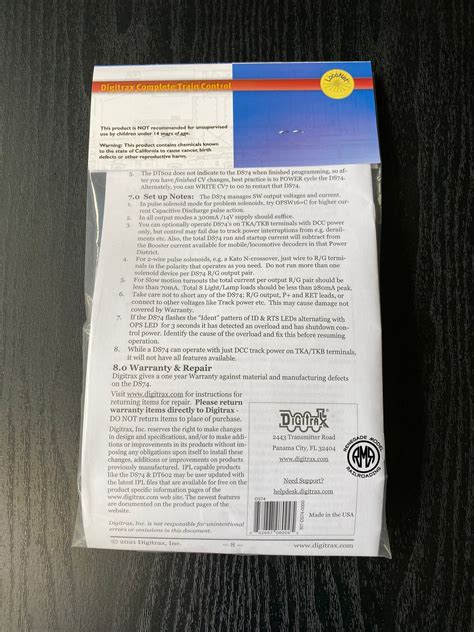 LocoNet
Digitrax Complete Train Control
This product is NOT recommended for unsupervised use
by children under 14 years of age.
Warning: This product contains chemicals known
to the state of California to cause cancer, birth
defects or other reproductive harm.
5. The DT602 does not indicate to the DS74 when finished programming, so af-
ter you have finished CV changes, best practice is to POWER cycle the DS74.
Alternately, you can WRITE CV7 to 00 to restart that DS74.
7.0 Set up Notes: The DS74 manages SW output voltages and current.
1. In pulse solenoid mode for problem solenoids, try OPSW16=C for higher cur-
rent Capacitive Discharge pulse action.
2. In all output modes a 300mA /14V supply should suffice.
3. You can optionally operate DS74's on TKA/TKB terminals with DCC power
only, but control may fail due to track power interruptions from e.g. derail-
ments etc. Also, the total DS74 run and startup current will subtract from
the Booster current available for mobile/locomotive decoders in that Power
District.
4. For 2-wire pulse solenoids, e.g. a Kato N-crossover, just wire to R/G termi-
nals in the polarity that operates as you need. Do not run more than one
solenoid device per DS74 R/G output.
5. For Slow motion turnouts the total current per output R/G pair should be
less than 70mA. Total 8 Light/Lamp loads should be less than 280mA peak.
6. Take care not to short any of the DS74; R/G output, P+ and RET leads, or
connect to other voltages like Track power etc. This may cause damage not
covered by Warranty.
7. If the DS74 flashes the "Ident" pattern of ID & RTS LEDs alternating with
OPS LED for 3 seconds it has detected an overload and has shutdown con-
trol power. Identify the cause of the overload and fix this before resuming
operation.
8. While a DS74 can operate with just DCC track power on TKA/TKB terminals,
it will not have all features available.
8.0 Warranty & Repair
Digitrax gives a one year Warranty against material and manufacturing defects
on the DS74.
Visit www.digitrax.com for instructions for
returning items for repair. Please return
warranty items directly to Digitrax -
DO NOT return items to place of purchase.
Digitrax, Inc. reserves the right to make changes
in design and specifications, and/or to make addi-
tions or improvements in its products without im-
posing any obligations upon itself to install these
changes, additions or improvements on products
previously manufactured. IPL capable products
like the DS74 & DT602 may be updated with
the latest IPL files that are available for free on the
product specific information pages of the
www.digitrax.com web site. The newest features
are documented on the product pages of the
website.
Digitrax, Inc. is not responsible for unintentional
errors or omissions in this document.
© 2021 Digitrax, Inc.
— 8 —
www.digitrax.com
Digitrax
2443 Transmitter Road
Panama City, FL 32404
www.digitrax.com
RENEGADE MODEL
RMR
RAILROADING
Need Support?
helpdesk.digitrax.com
DS74
Made in the USA